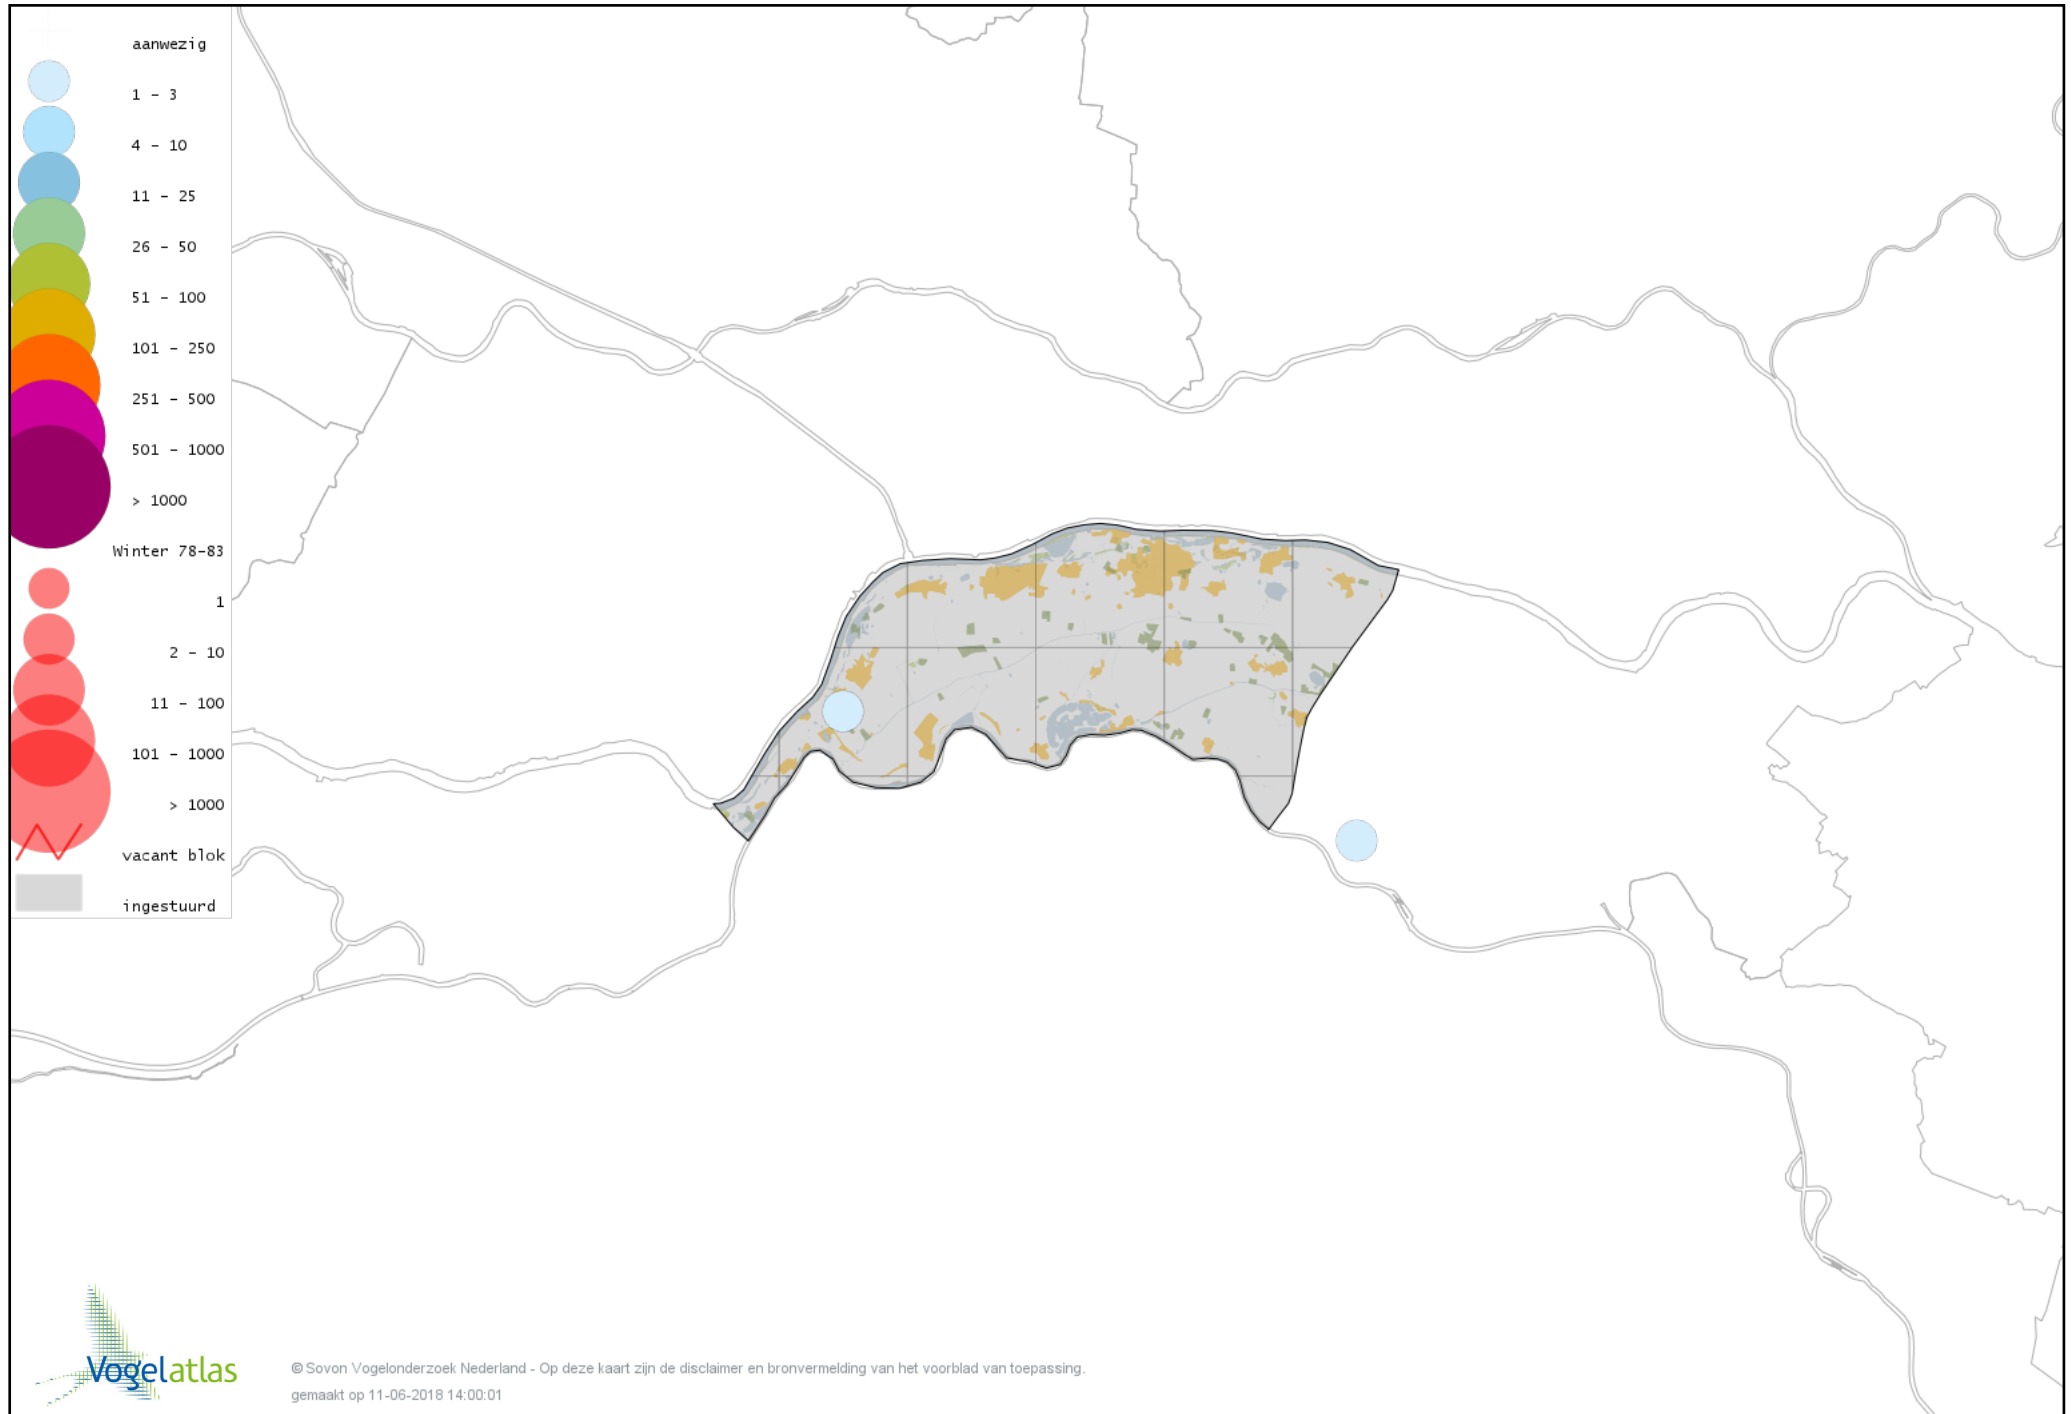 aanwezig
1 - 3
4 - 10
11 - 25
26 - 50
51 - 100
101 - 250
251 - 500
501 - 1000
> 1000
Winter 78-83
1
2 - 10
11 - 100
101 - 1000
> 1000
vacant blok
ingestuurd
Vogelatlas
© Sovon Vogelonderzoek Nederland - Op deze kaart zijn de disclaimer en bronvermelding van het voorblad van toepassing.
gemaakt op 11-06-2018 14:00:01